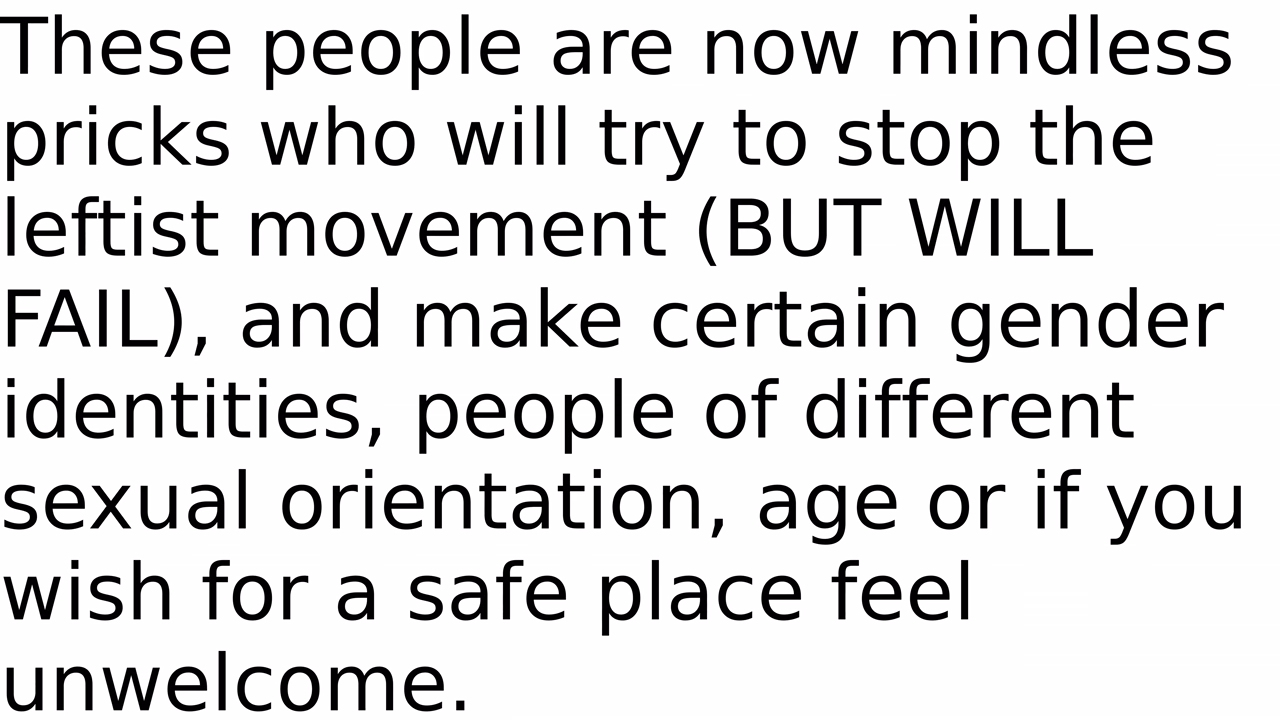 These people are now mindless
pricks who will try to stop the
leftist movement (BUT WILL
FAIL), and make certain gender
identities, people of different
sexual orientation, age or if you
wish for a safe place feel
unwelcome.